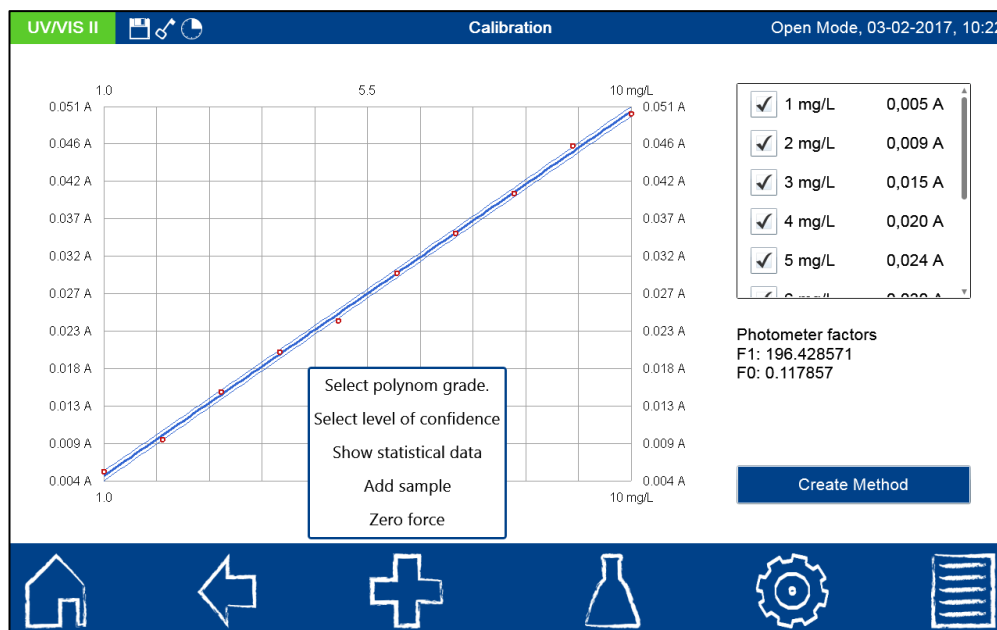 UV/VIS II
Calibration
Open Mode, 03-02-2017, 10:22
1.0 5.5 10 mg/L
0.051 A 0.051 A
0.046 A 0.046 A
0.042 A 0.042 A
0.037 A 0.037 A
0.032 A 0.032 A
0.027 A 0.027 A
0.023 A 0.023 A
0.018 A 0.018 A
0.013 A 0.013 A
0.009 A 0.009 A
0.004 A 0.004 A
1.0 10 mg/L
Select polynom grade.
Select level of confidence
Show statistical data
Add sample
Zero force
1 mg/L 0,005 A
2 mg/L 0,009 A
3 mg/L 0,015 A
4 mg/L 0,020 A
5 mg/L 0,024 A
Photometer factors
F1: 196.428571
F0: 0.117857
Create Method